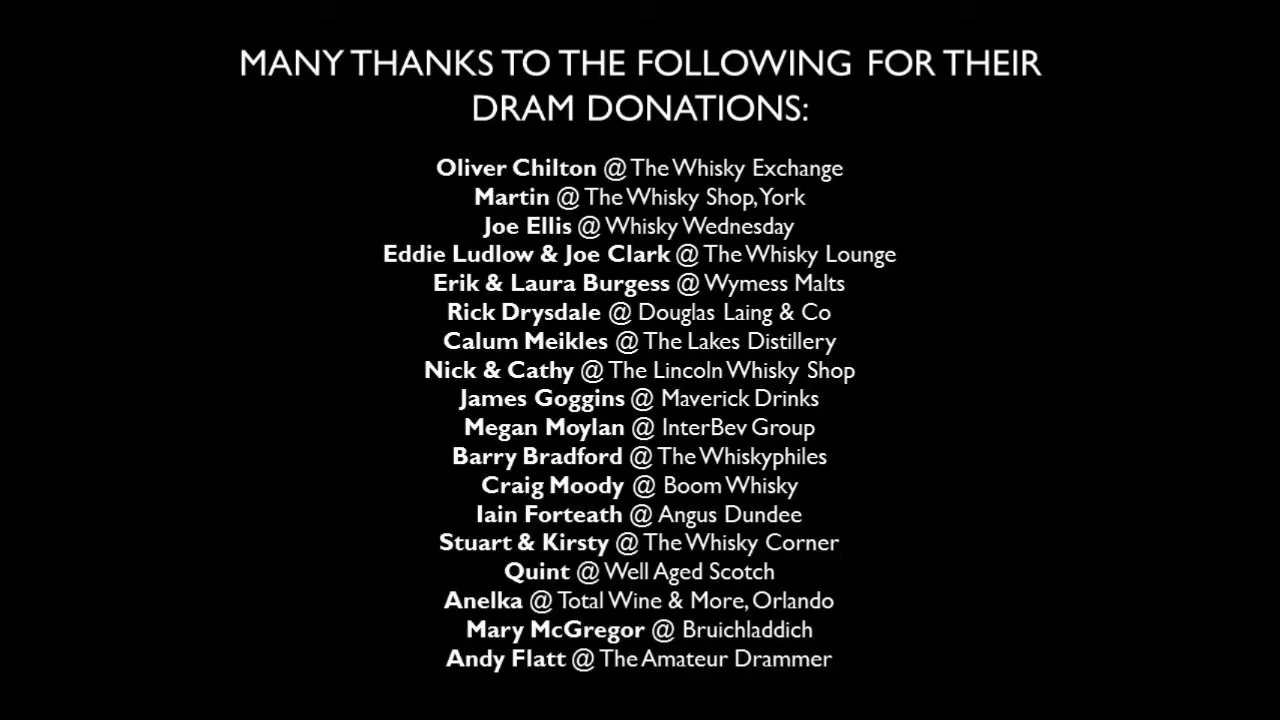 MANY THANKS TO THE FOLLOWING FOR THEIR
DRAM DONATIONS:
Oliver Chilton @ The Whisky Exchange
Martin @ The Whisky Shop, York
Joe Ellis @ Whisky Wednesday
Eddie Ludlow & Joe Clark @ The Whisky Lounge
Erik & Laura Burgess @ Wymess Malts
Rick Drysdale @ Douglas Laing & Co
Calum Meikles @ The Lakes Distillery
Nick & Cathy @ The Lincoln Whisky Shop
James Goggins @ Maverick Drinks
Megan Moylan @ InterBev Group
Barry Bradford @ The Whiskyphiles
Craig Moody @ Boom Whisky
Iain Forteath @ Angus Dundee
Stuart & Kirsty @ The Whisky Corner
Quint @ Well Aged Scotch
Anelka @ Total Wine & More, Orlando
Mary McGregor @ Bruichladdich
Andy Flatt @ The Amateur Drammer